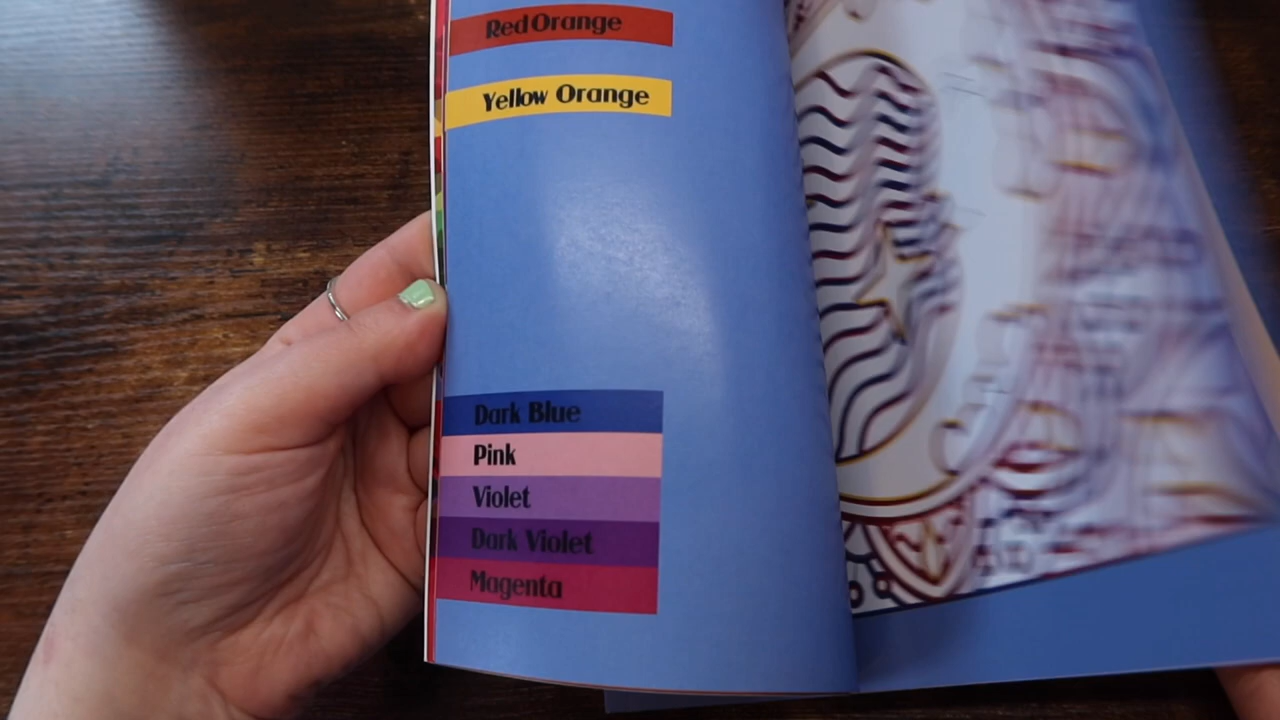 Red Orange
Yellow Orange
Dark Blue
Pink
Violet
Dark Violet
Magenta